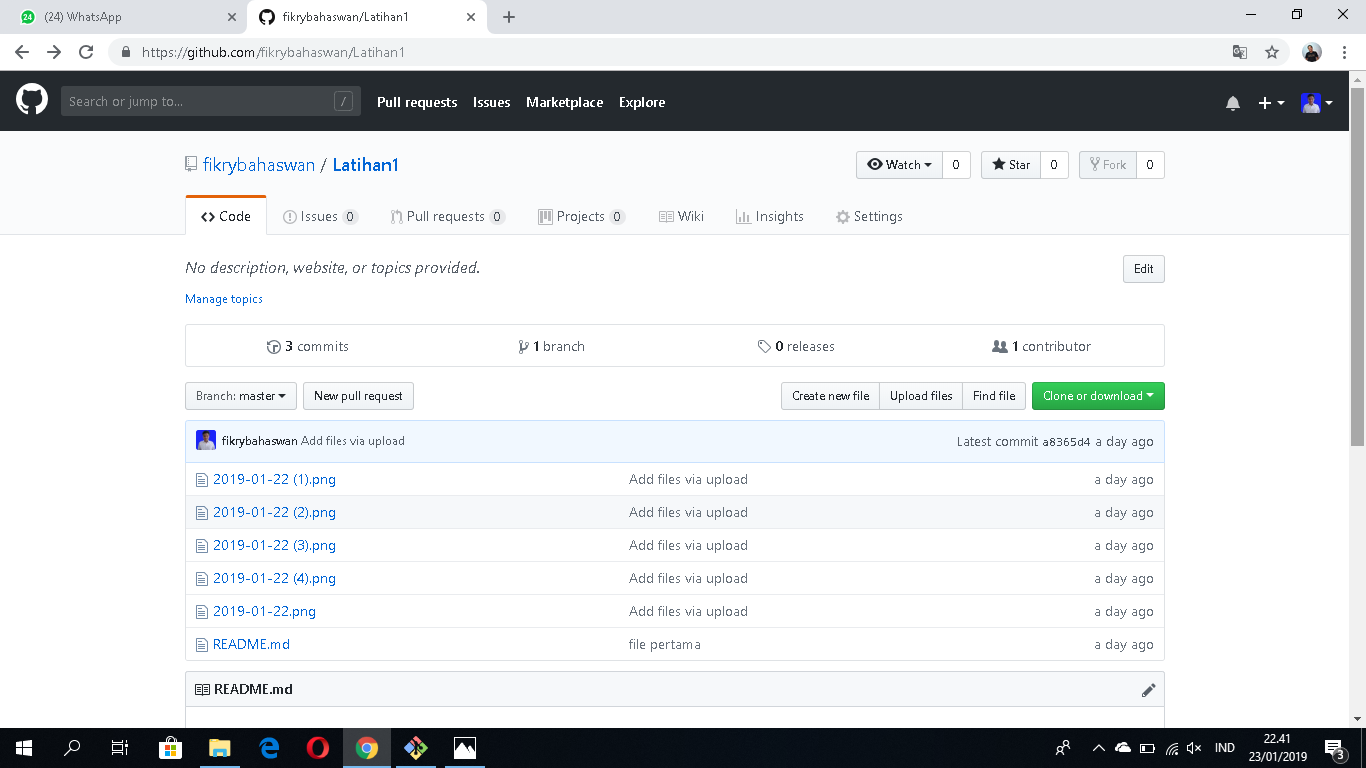 24 (24) WhatsApp
fikrybahaswan/Latihan1
https://github.com/fikrybahaswan/Latihan1
Search or jump to... /
Pull requests Issues Marketplace Explore
fikrybahaswan / Latihan1
Watch 0 Star 0 Fork 0
Code Issues 0 Pull requests 0 Projects 0 Wiki Insights Settings
No description, website, or topics provided. Edit
Manage topics
3 commits 1 branch 0 releases 1 contributor
Branch: master New pull request Create new file Upload files Find file Clone or download
fikrybahaswan Add files via upload Latest commit a8365d4 a day ago
2019-01-22 (1).png Add files via upload a day ago
2019-01-22 (2).png Add files via upload a day ago
2019-01-22 (3).png Add files via upload a day ago
2019-01-22 (4).png Add files via upload a day ago
2019-01-22.png Add files via upload a day ago
README.md file pertama a day ago
README.md
IND 22.41
23/01/2019 3